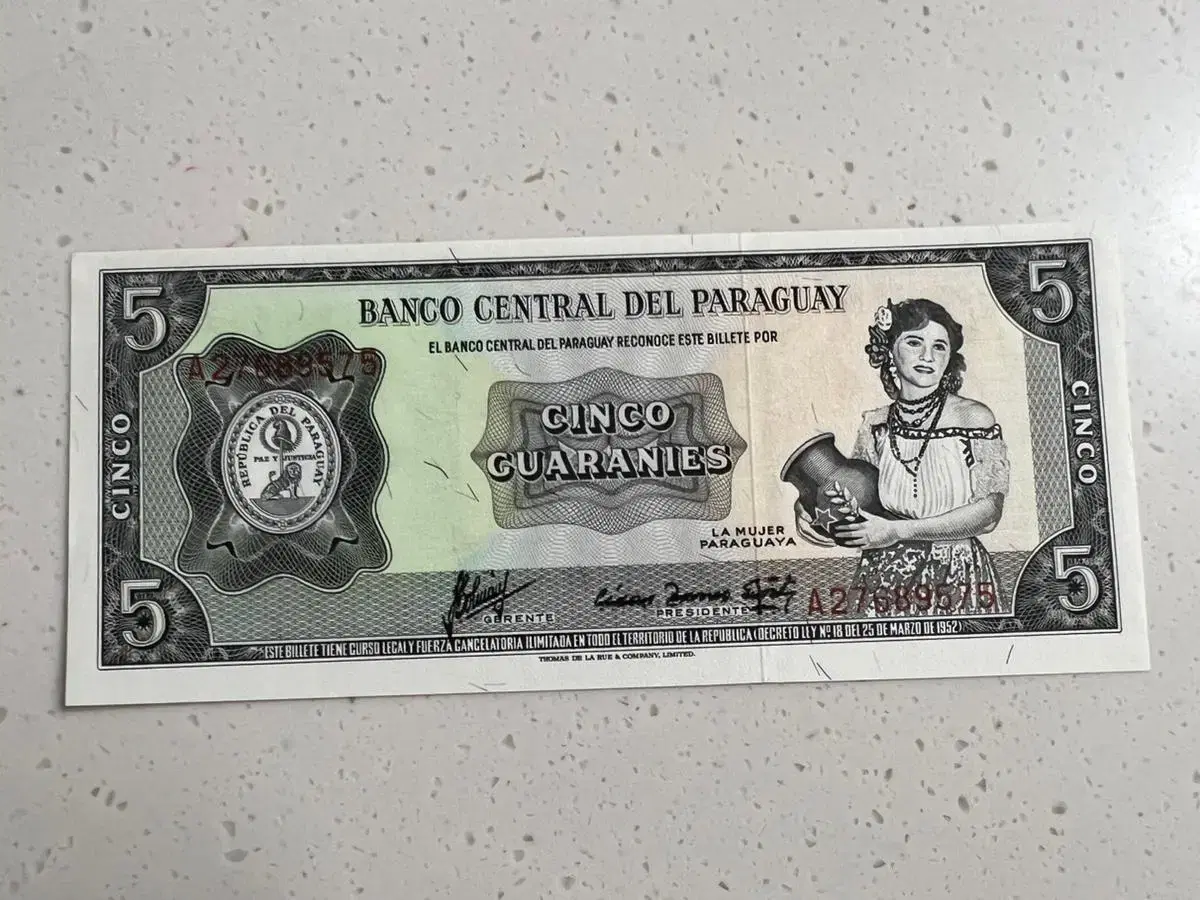 5
BANCO CENTRAL DEL PARAGUAY
5
EL BANCO CENTRAL DEL PARAGUAY RECONOCE ESTE BILLETE POR
A27689575
REPÚBLICA DEL PARAGUAY
PAZ Y JUSTICIA
CINCO
CINCO
GUARANIES
CINCO
LA MUJER
PARAGUAYA
GERENTE
PRESIDENTE
A27689575
5
5
ESTE BILLETE TIENE CURSO LEGAL Y FUERZA CANCELATORIA ILIMITADA EN TODO EL TERRITORIO DE LA REPUBLICA (DECRETO LEY Nº 18 DEL 25 DE MARZO DE 1952)
THOMAS DE LA RUE & COMPANY, LIMITED.